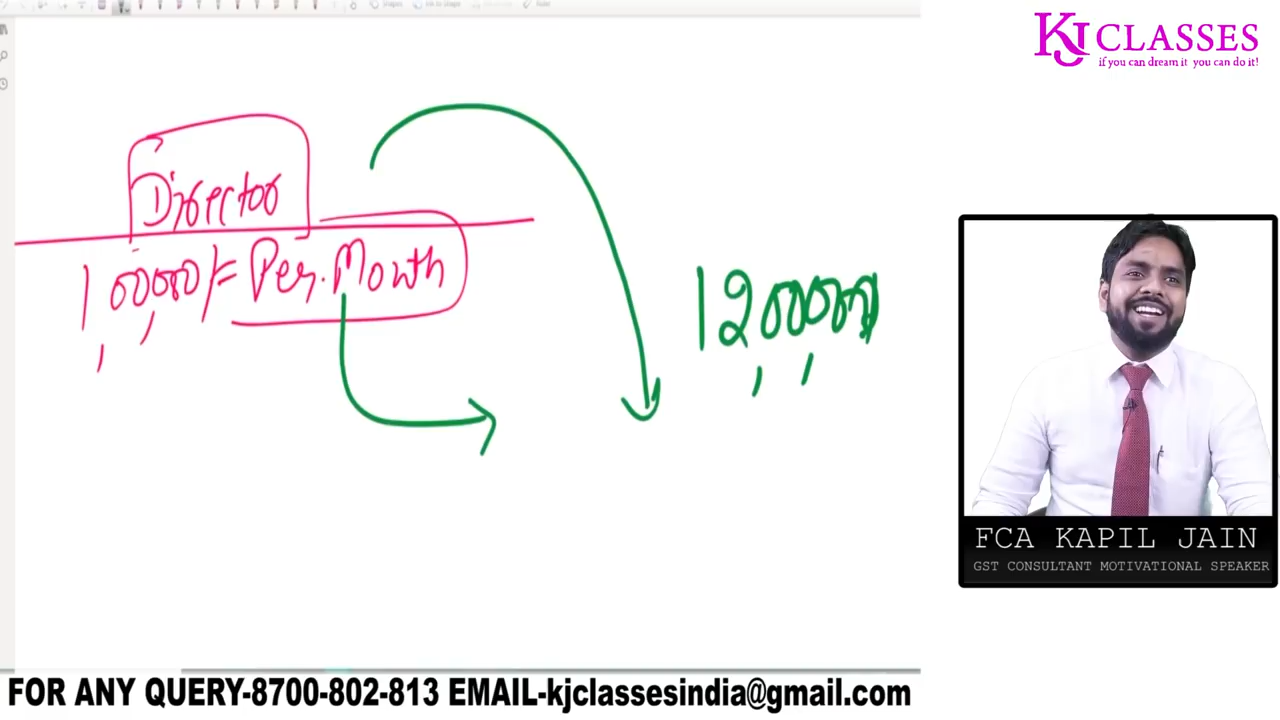 KJ CLASSES
if you can dream it you can do it!
Director
1,00,000/= Per. Month
12,00,000
FCA KAPIL JAIN
GST CONSULTANT MOTIVATIONAL SPEAKER
FOR ANY QUERY-8700-802-813 EMAIL-kjclassesindia@gmail.com